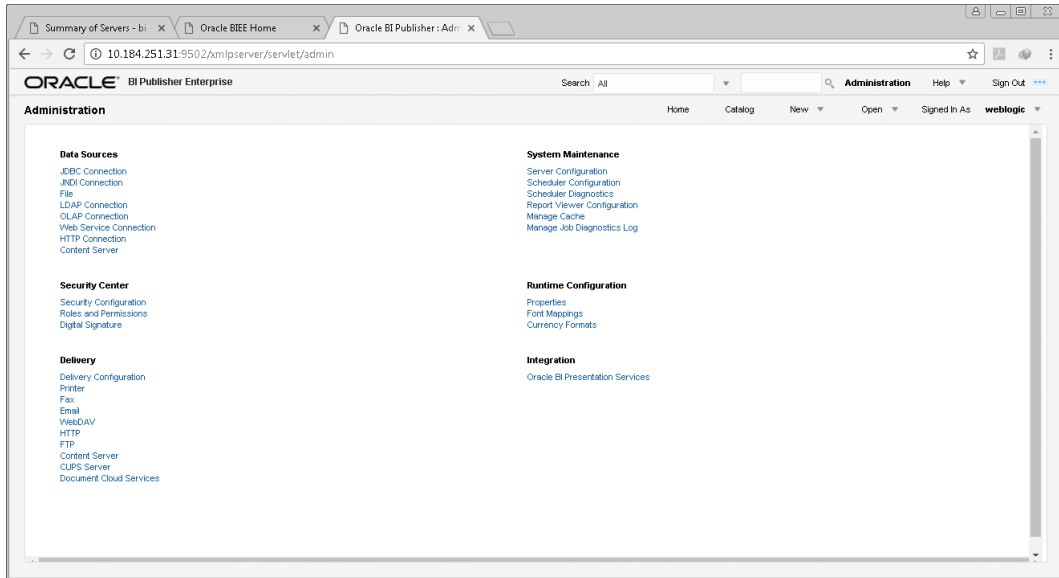 Summary of Servers - bi
Oracle BIEE Home
Oracle BI Publisher : Adm
10.184.251.31:9502/xmlpserver/servlet/admin
ORACLE BI Publisher Enterprise
Search All
Administration
Help
Sign Out
Administration
Home
Catalog
New
Open
Signed In As weblogic
Data Sources
JDBC Connection
JNDI Connection
File
LDAP Connection
OLAP Connection
Web Service Connection
HTTP Connection
Content Server
System Maintenance
Server Configuration
Scheduler Configuration
Scheduler Diagnostics
Report Viewer Configuration
Manage Cache
Manage Job Diagnostics Log
Security Center
Security Configuration
Roles and Permissions
Digital Signature
Runtime Configuration
Properties
Font Mappings
Currency Formats
Delivery
Delivery Configuration
Printer
Fax
Email
WebDAV
HTTP
FTP
Content Server
CUPS Server
Document Cloud Services
Integration
Oracle BI Presentation Services